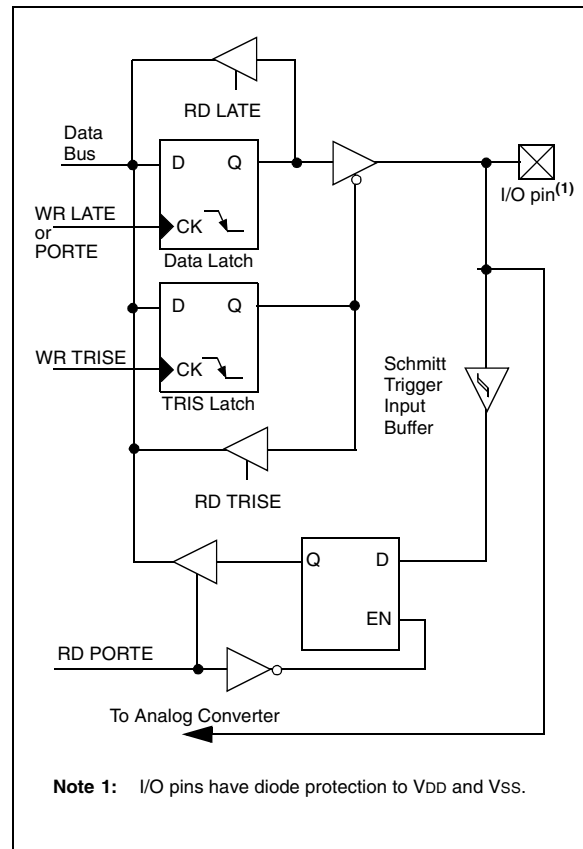 RD LATE
Data
Bus
D Q
I/O pin(1)
WR LATE
or
PORTE
CK
Data Latch
D Q
WR TRISE
CK
TRIS Latch
Schmitt
Trigger
Input
Buffer
RD TRISE
Q D
EN
RD PORTE
To Analog Converter
Note 1: I/O pins have diode protection to VDD and VSS.